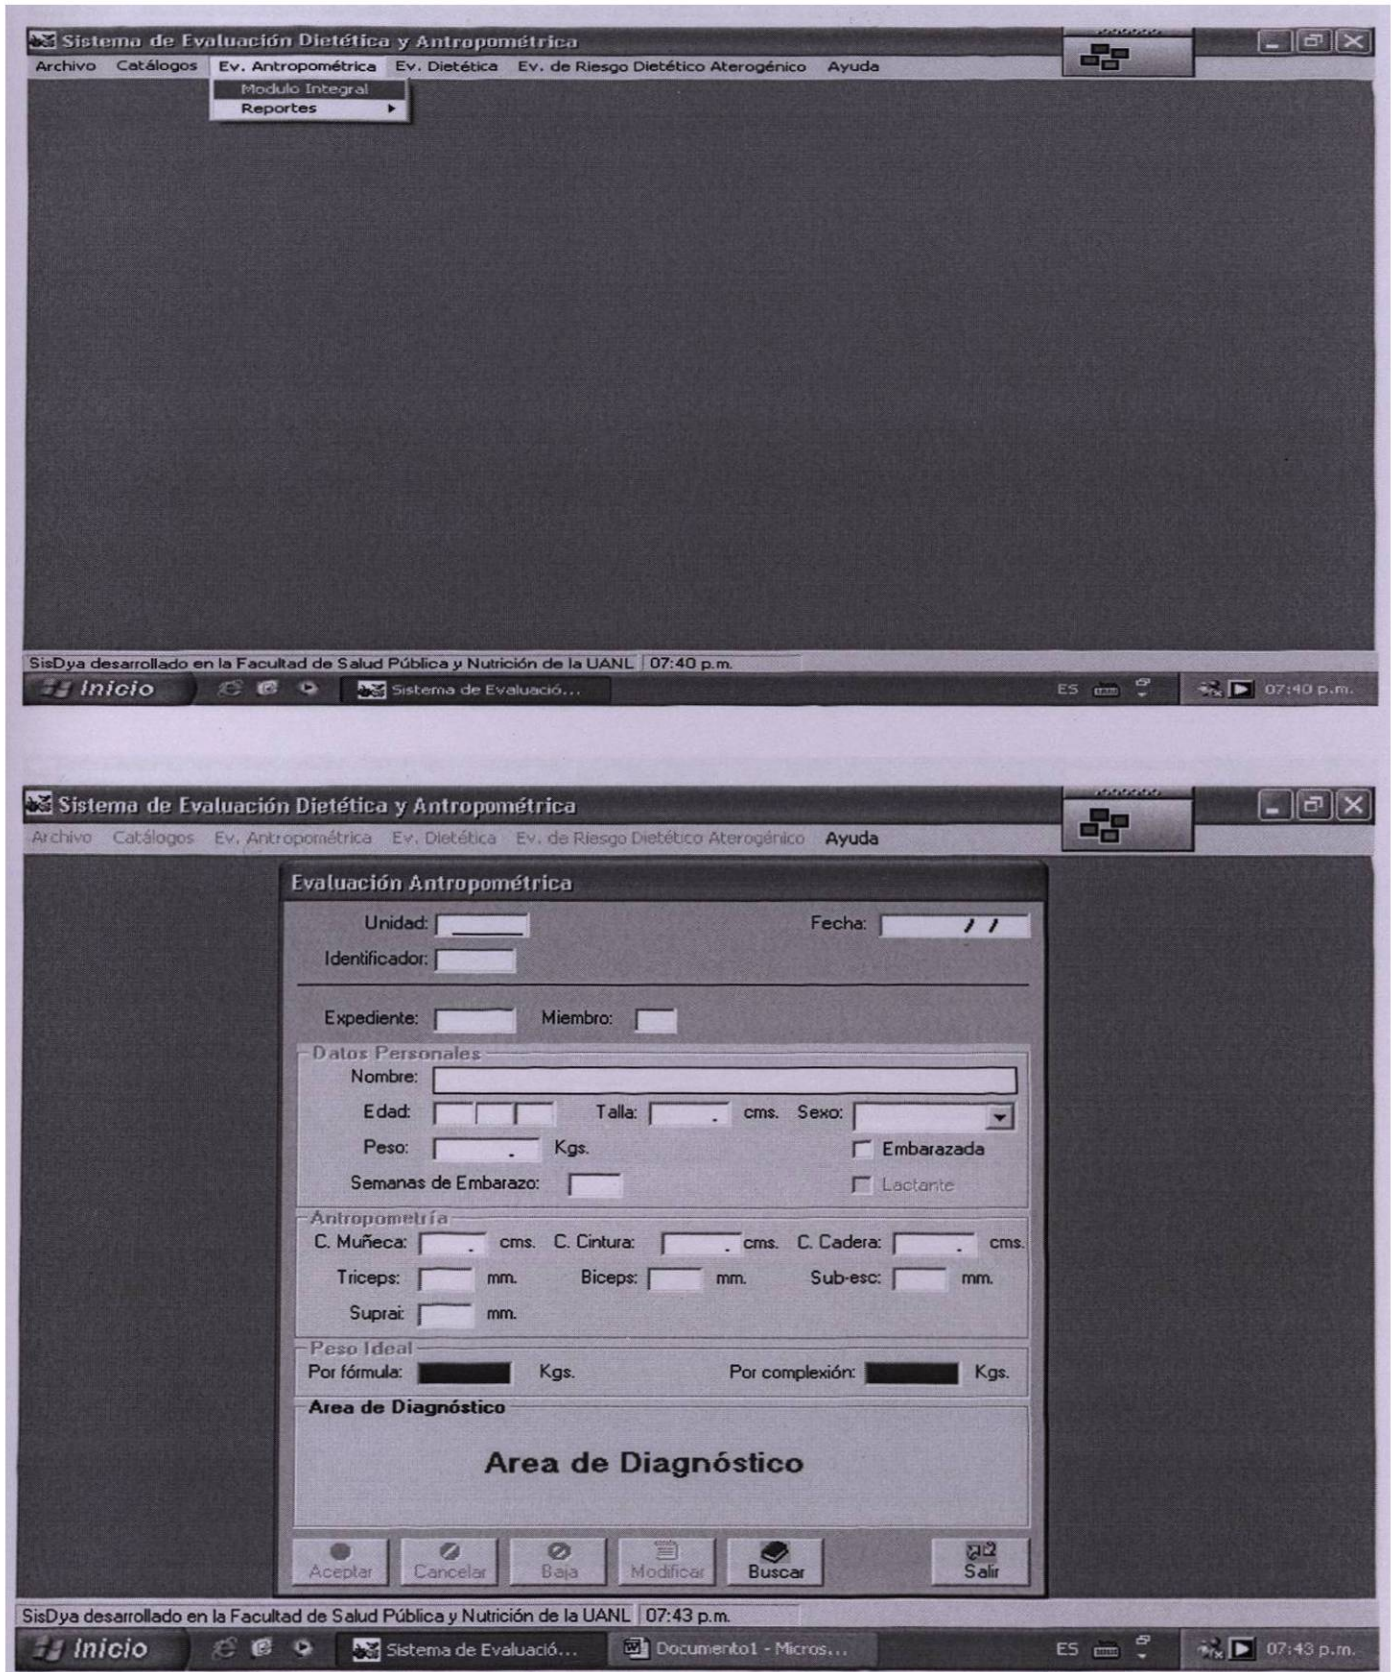 Sistema de Evaluación Dietética y Antropométrica
Archivo Catálogos Ev. Antropométrica Ev. Dietética Ev. de Riesgo Dietético Aterogénico Ayuda
Modulo Integral
Reportes
SisDya desarrollado en la Facultad de Salud Pública y Nutrición de la UANL 07:40 p.m.
Inicio Sistema de Evaluació... ES 07:40 p.m.
Sistema de Evaluación Dietética y Antropométrica
Archivo Catálogos Ev. Antropométrica Ev. Dietética Ev. de Riesgo Dietético Aterogénico Ayuda
Evaluación Antropométrica
Unidad: Fecha: / /
Identificador:
Expediente: Miembro:
Datos Personales
Nombre:
Edad: Talla: . cms. Sexo:
Peso: . Kgs. Embarazada
Semanas de Embarazo: Lactante
Antropometría
C. Muñeca: . cms. C. Cintura: . cms. C. Cadera: . cms.
Triceps: mm. Biceps: mm. Sub-esc: mm.
Suprai: mm.
Peso Ideal
Por fórmula: Kgs. Por complexión: Kgs.
Area de Diagnóstico
Area de Diagnóstico
Aceptar Cancelar Baja Modificar Buscar Salir
SisDya desarrollado en la Facultad de Salud Pública y Nutrición de la UANL 07:43 p.m.
Inicio Sistema de Evaluació... Documento1 - Micros... ES 07:43 p.m.